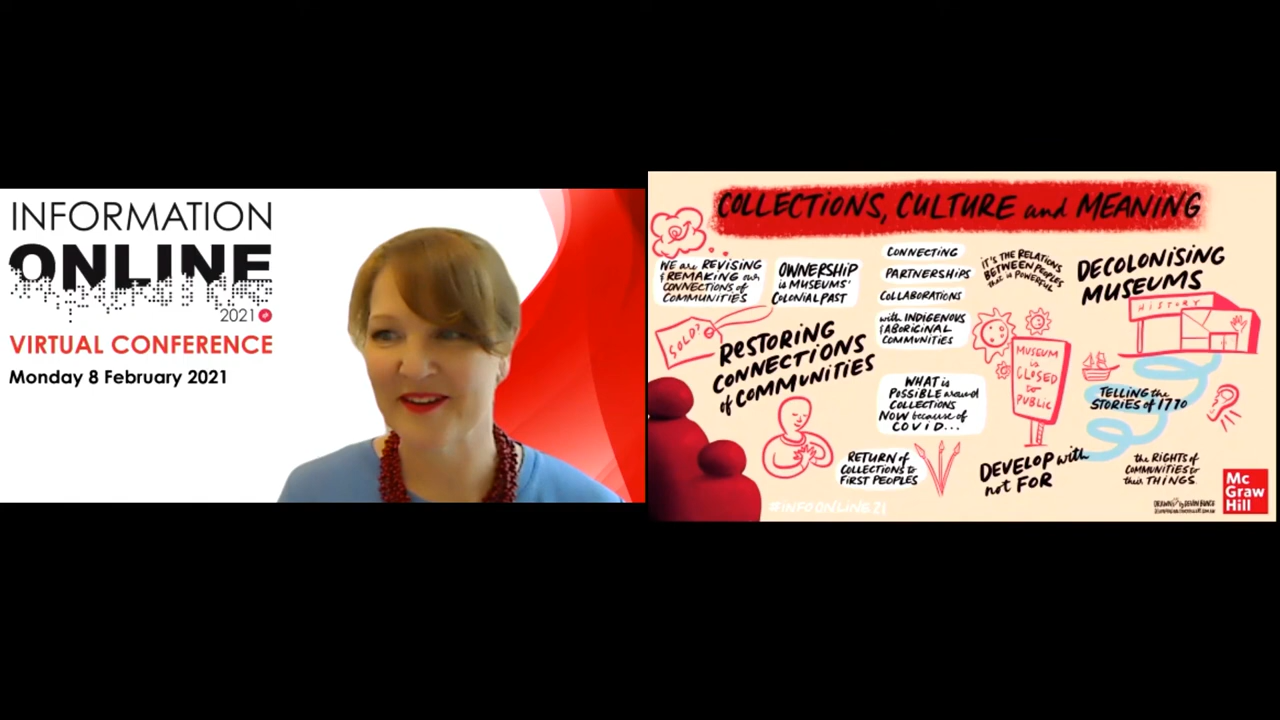 INFORMATION
ONLINE
2021
VIRTUAL CONFERENCE
Monday 8 February 2021
COLLECTIONS, CULTURE and MEANING
WE are REVISING
& REMAKING our
CONNECTIONS of
COMMUNITIES
OWNERSHIP
is MUSEUMS'
COLONIAL PAST
CONNECTING
PARTNERSHIPS
COLLABORATIONS
with INDIGENOUS
& ABORIGINAL
COMMUNITIES
IT'S THE RELATIONS
BETWEEN PEOPLES
that is POWERFUL
DECOLONISING
MUSEUMS
HISTORY
SOLD?
RESTORING
CONNECTIONS
of COMMUNITIES
MUSEUM
is
CLOSED
to
PUBLIC
WHAT is
POSSIBLE around
COLLECTIONS
NOW because of
COVID...
TELLING the
STORIES of 1770
RETURN of
COLLECTIONS to
FIRST PEOPLES
DEVELOP with
not FOR
the RIGHTS of
COMMUNITIES to
their THINGS.
#INFOONLINE21
DRAWN by
Mc
Graw
Hill